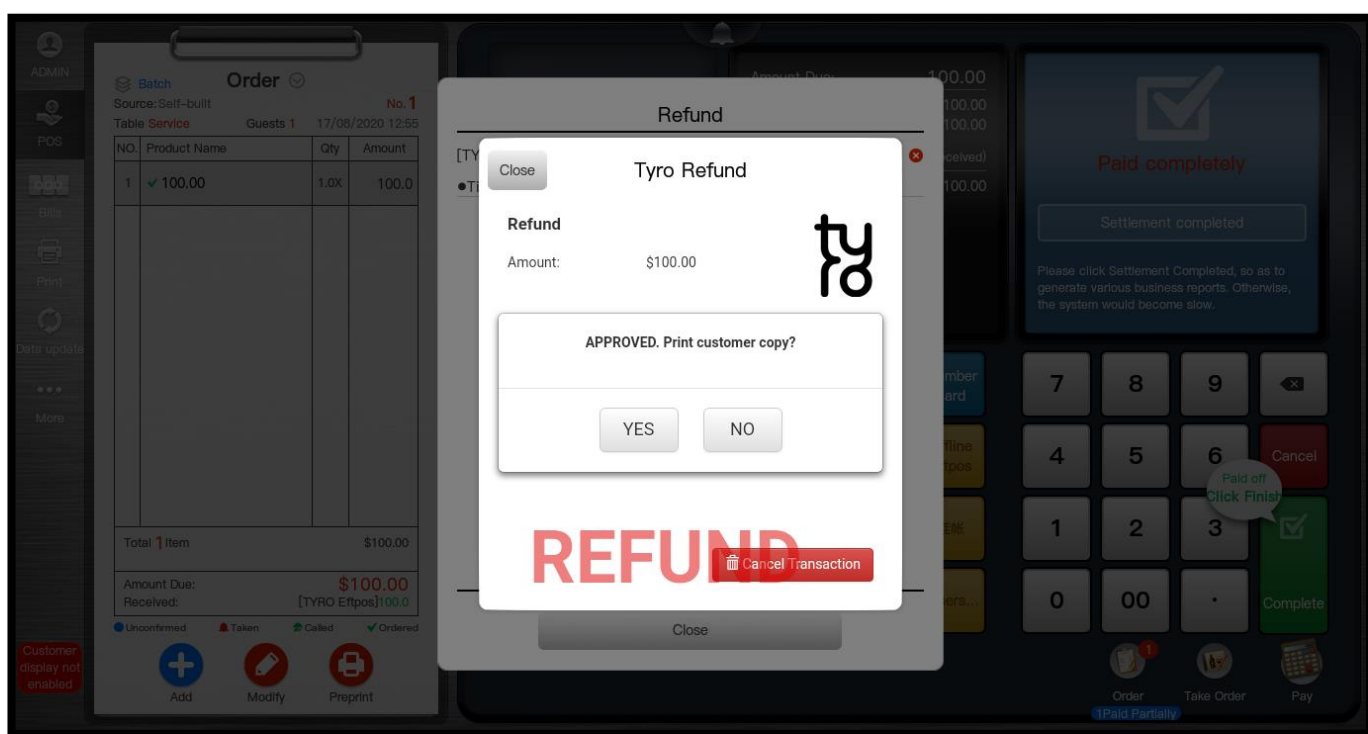 ADMIN
POS
Bills
Print
Data update
More
Customer
display not
enabled
Batch
Order
Source: Self-built
No. 1
Table Service
Guests 1
17/08/2020 12:55
NO.
Product Name
Qty
Amount
1
100.00
1.0X
100.0
Total 1 Item
$100.00
Amount Due:
$100.00
Received:
[TYRO Eftpos]100.0
Unconfirmed
Taken
Called
Ordered
Add
Modify
Preprint
Amount Due:
100.00
100.00
100.00
100.00
Refund
[TY
Ti
Close
Tyro Refund
Refund
Amount:
$100.00
tyro
APPROVED. Print customer copy?
YES
NO
REFUND
Cancel Transaction
Close
Paid completely
Settlement completed
Please click Settlement Completed, so as to
generate various business reports. Otherwise,
the system would become slow.
7
8
9
4
5
6
Cancel
Paid off
Click Finish
1
2
3
0
00
.
Complete
Order
1
1Paid Partially
Take Order
Pay